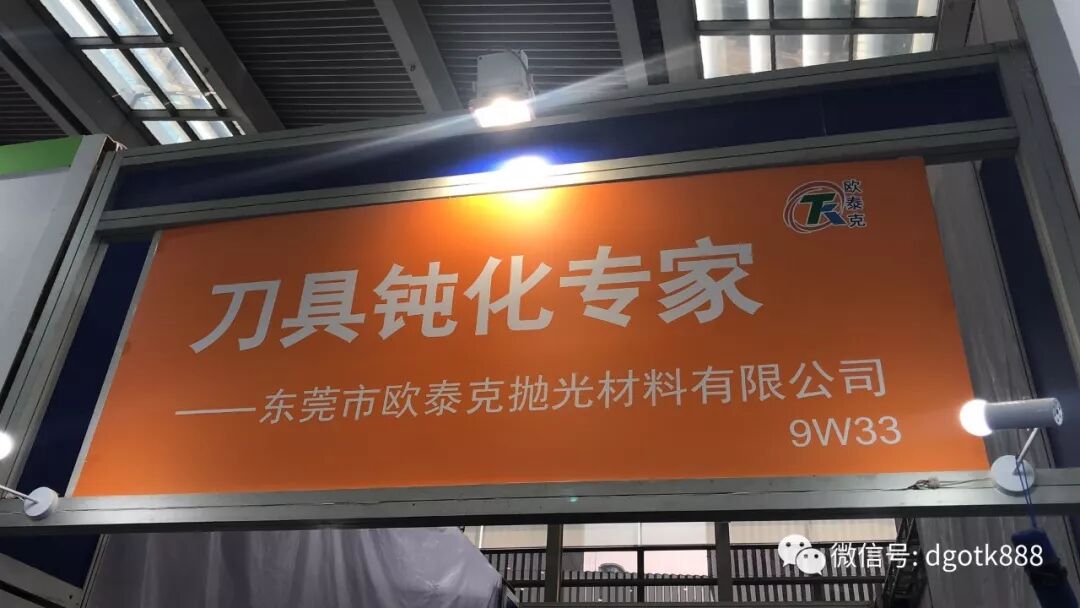 欧泰克
TK
刀具钝化专家
——东莞市欧泰克抛光材料有限公司
9W33
微信号: dgotk888